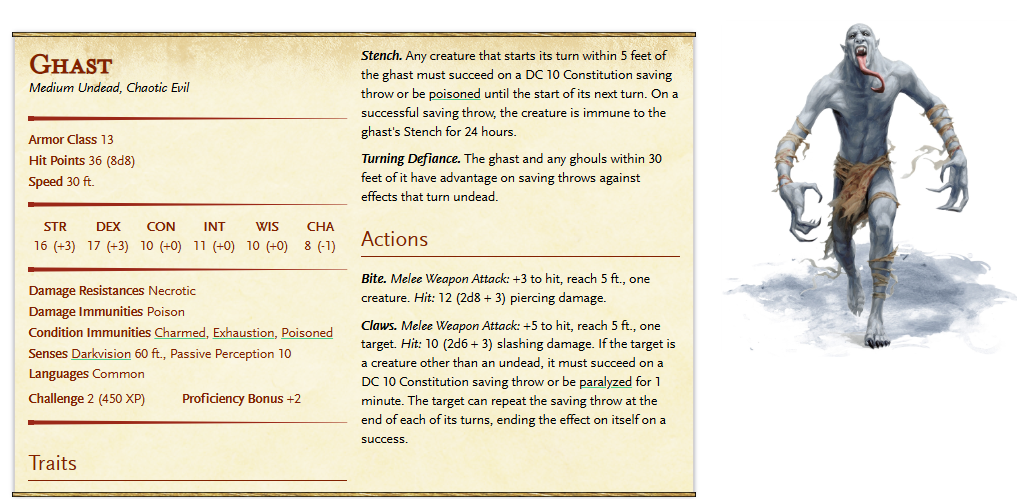 Ghast
Medium Undead, Chaotic Evil
Armor Class 13
Hit Points 36 (8d8)
Speed 30 ft.
STR DEX CON INT WIS CHA
16 (+3) 17 (+3) 10 (+0) 11 (+0) 10 (+0) 8 (-1)
Damage Resistances Necrotic
Damage Immunities Poison
Condition Immunities Charmed, Exhaustion, Poisoned
Senses Darkvision 60 ft., Passive Perception 10
Languages Common
Challenge 2 (450 XP) Proficiency Bonus +2
Traits
Stench. Any creature that starts its turn within 5 feet of
the ghast must succeed on a DC 10 Constitution saving
throw or be poisoned until the start of its next turn. On a
successful saving throw, the creature is immune to the
ghast's Stench for 24 hours.
Turning Defiance. The ghast and any ghouls within 30
feet of it have advantage on saving throws against
effects that turn undead.
Actions
Bite. Melee Weapon Attack: +3 to hit, reach 5 ft., one
creature. Hit: 12 (2d8 + 3) piercing damage.
Claws. Melee Weapon Attack: +5 to hit, reach 5 ft., one
target. Hit: 10 (2d6 + 3) slashing damage. If the target is
a creature other than an undead, it must succeed on a
DC 10 Constitution saving throw or be paralyzed for 1
minute. The target can repeat the saving throw at the
end of each of its turns, ending the effect on itself on a
success.